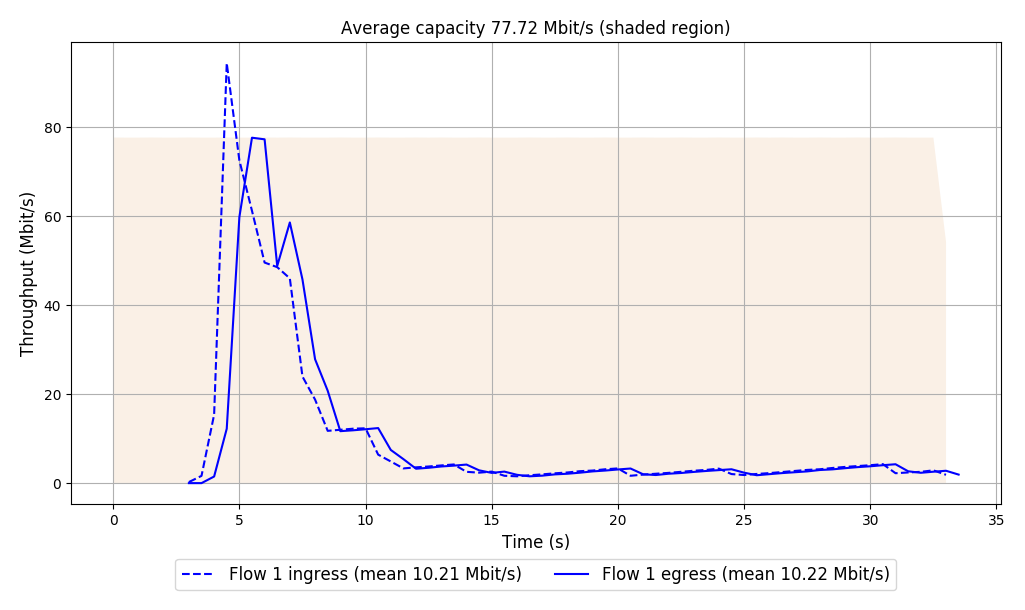 Average capacity 77.72 Mbit/s (shaded region)
Throughput (Mbit/s)
80
60
40
20
0
0 5 10 15 20 25 30 35
Time (s)
Flow 1 ingress (mean 10.21 Mbit/s) Flow 1 egress (mean 10.22 Mbit/s)